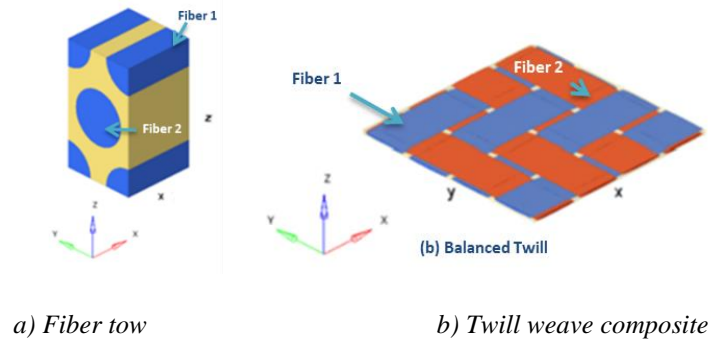 Fiber 1
Fiber 2
z
x
Z
Y
X
a) Fiber tow
Fiber 1
Fiber 2
y
x
Z
Y
X
(b) Balanced Twill
b) Twill weave composite